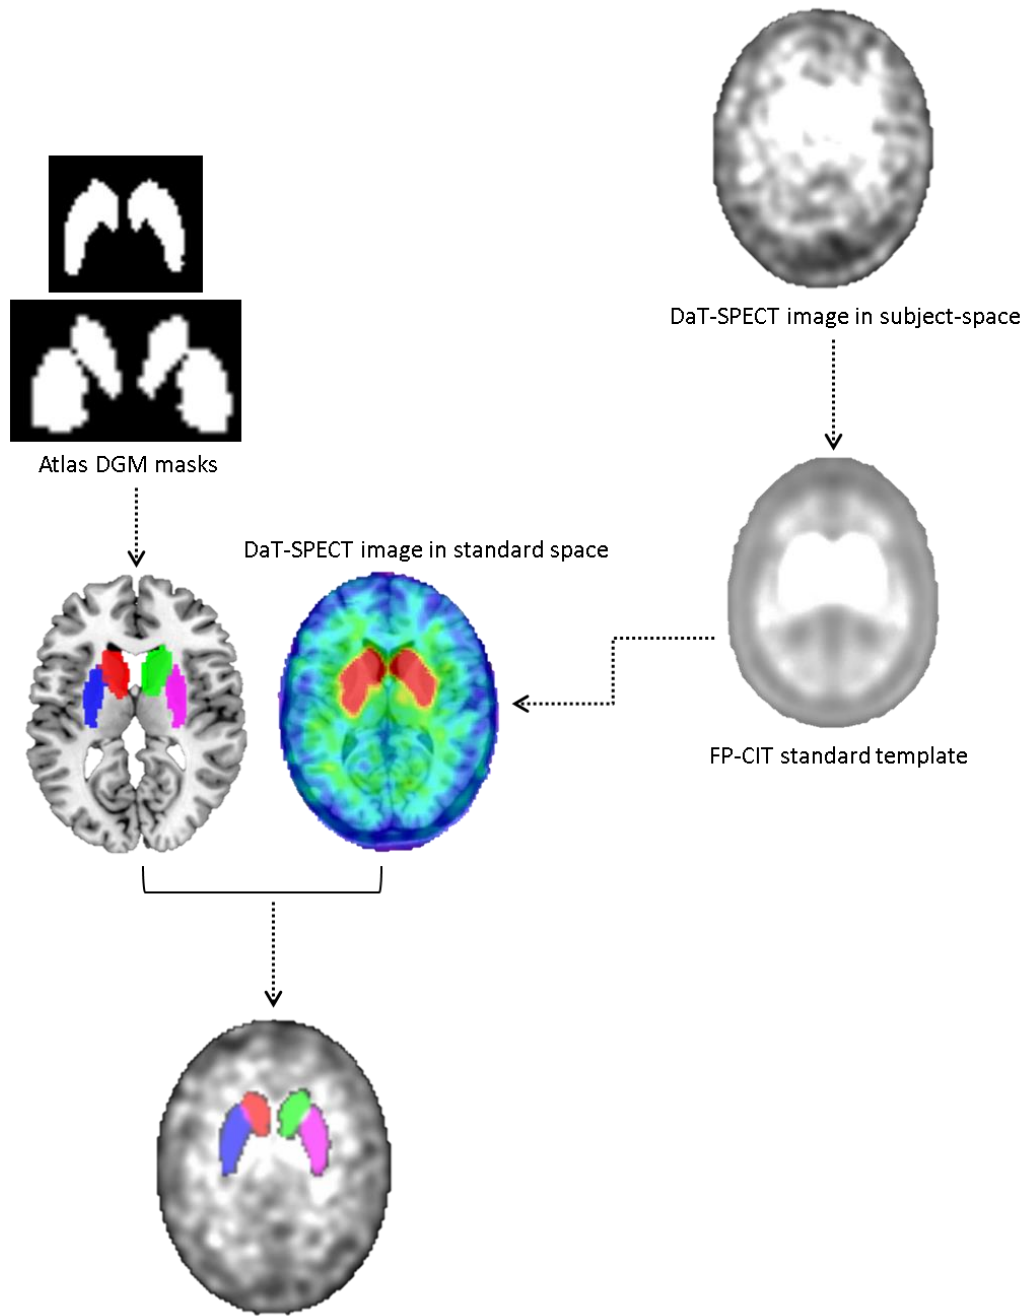 DaT-SPECT image in subject-space
Atlas DGM masks
DaT-SPECT image in standard space
FP-CIT standard template